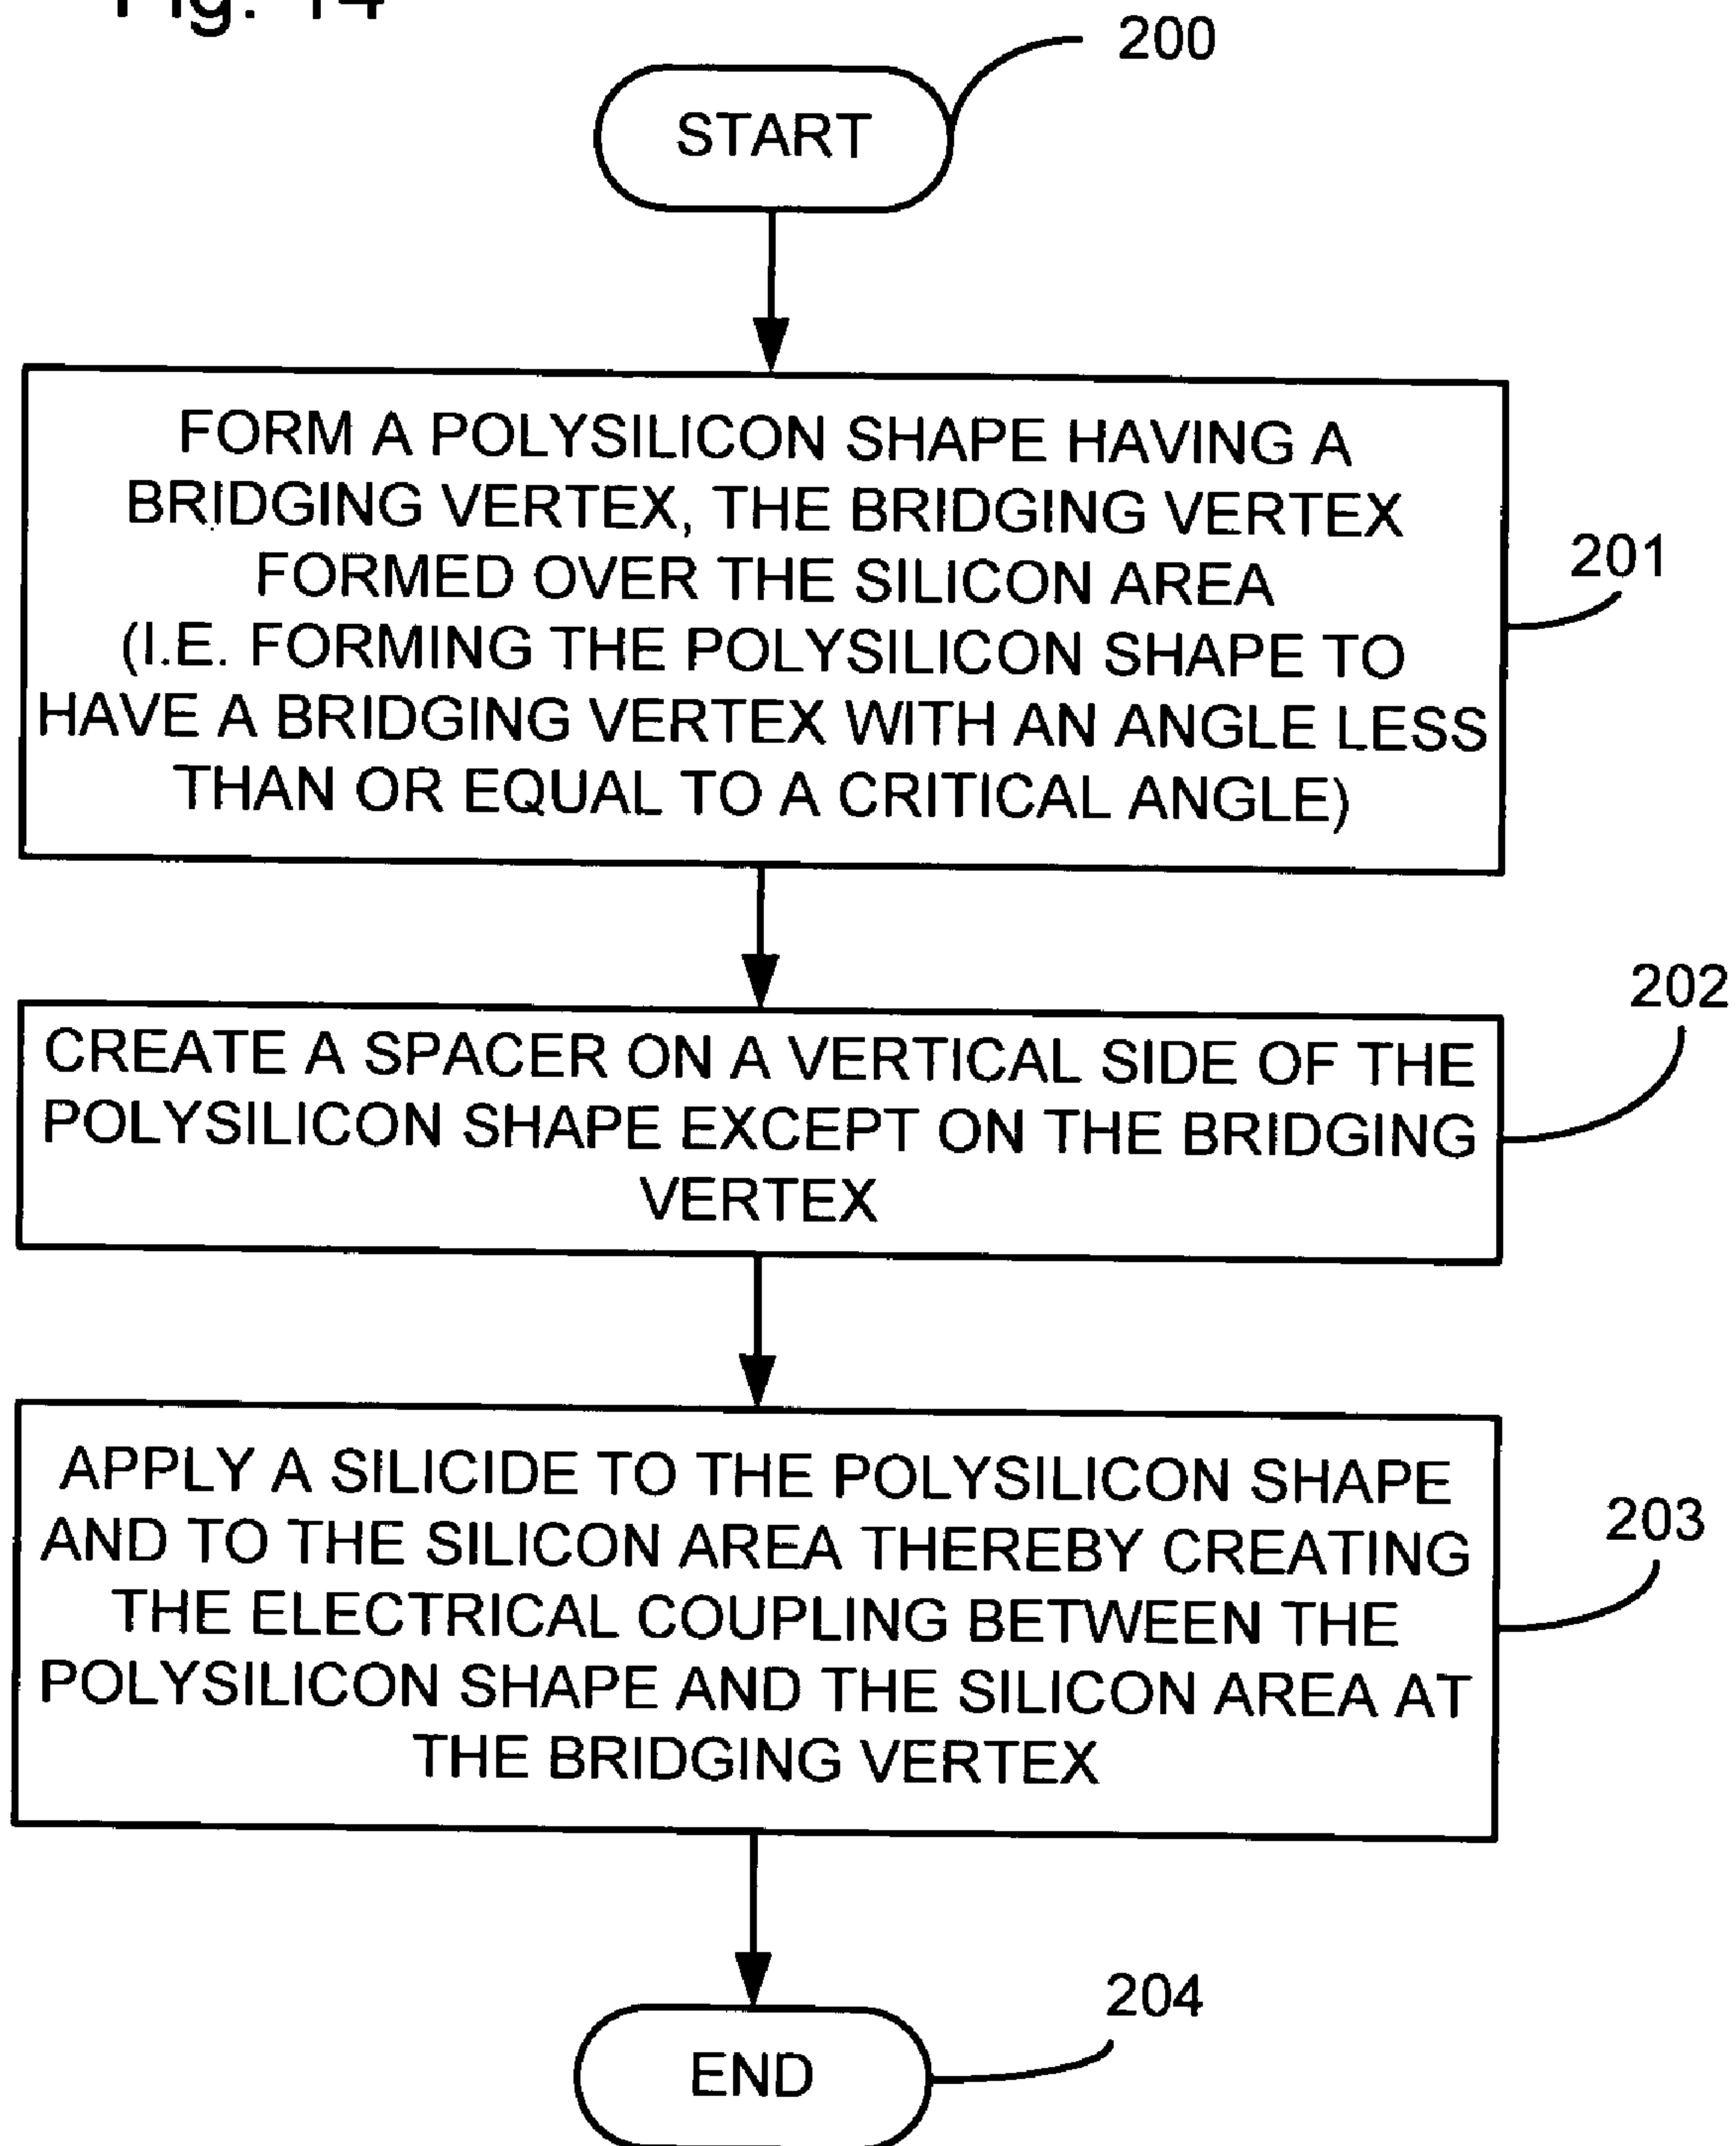 Fig. 14
200
START
FORM A POLYSILICON SHAPE HAVING A
BRIDGING VERTEX, THE BRIDGING VERTEX
FORMED OVER THE SILICON AREA
(I.E. FORMING THE POLYSILICON SHAPE TO
HAVE A BRIDGING VERTEX WITH AN ANGLE LESS
THAN OR EQUAL TO A CRITICAL ANGLE)
201
202
CREATE A SPACER ON A VERTICAL SIDE OF THE
POLYSILICON SHAPE EXCEPT ON THE BRIDGING
VERTEX
APPLY A SILICIDE TO THE POLYSILICON SHAPE
AND TO THE SILICON AREA THEREBY CREATING
THE ELECTRICAL COUPLING BETWEEN THE
POLYSILICON SHAPE AND THE SILICON AREA AT
THE BRIDGING VERTEX
203
204
END